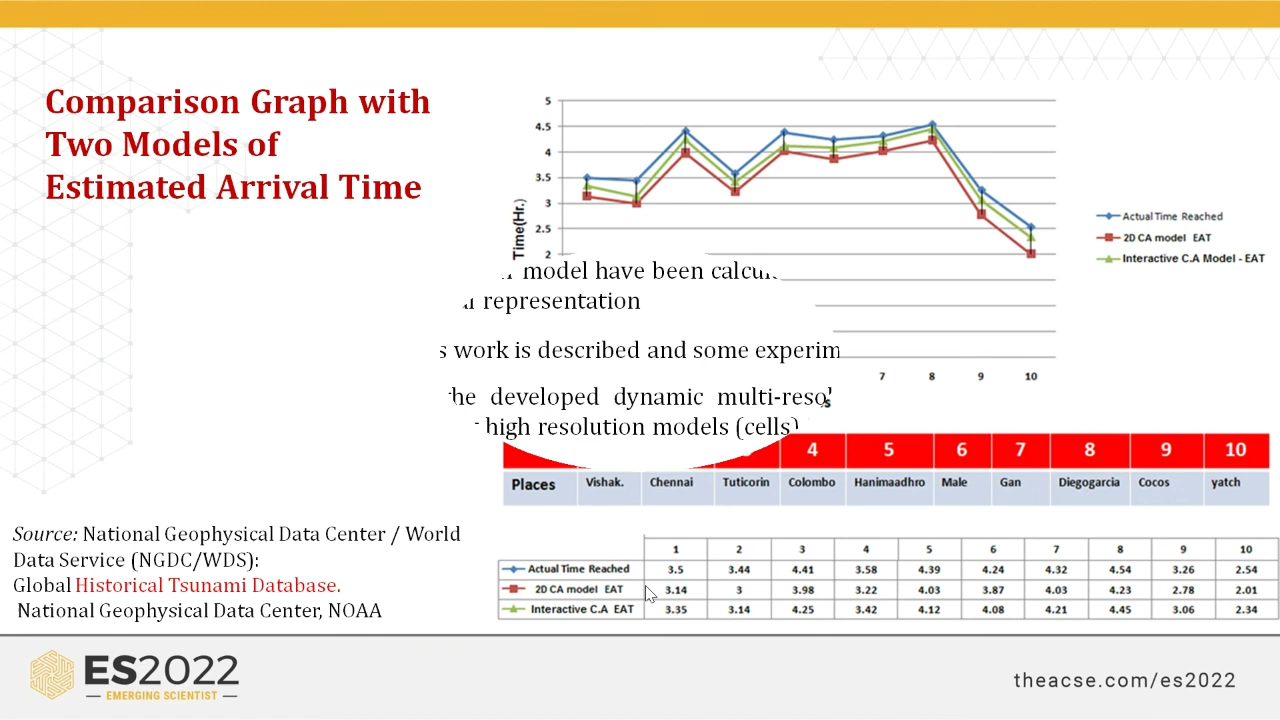 Comparison Graph with
Two Models of
Estimated Arrival Time
5
4.5
4
3.5
3
2.5
2
Time(Hr.)
Actual Time Reached
2D CA model EAT
Interactive C.A Model - EAT
model have been
representation
work is described and some
developed dynamic
high resolution models (cells)
7 8 9 10
4 5 6 7 8 9 10
Places Vishak. Chennai Tuticorin Colombo Hanimaadhro Male Gan Diegogarcia Cocos yatch
Source: National Geophysical Data Center / World
Data Service (NGDC/WDS):
Global Historical Tsunami Database.
National Geophysical Data Center, NOAA
1 2 3 4 5 6 7 8 9 10
Actual Time Reached 3.5 3.44 4.41 3.58 4.39 4.24 4.32 4.54 3.26 2.54
2D CA model EAT 3.14 3 3.98 3.22 4.03 3.87 4.03 4.23 2.78 2.01
Interactive C.A EAT 3.35 3.14 4.25 3.42 4.12 4.08 4.21 4.45 3.06 2.34
ES2022
EMERGING SCIENTIST
theacse.com/es2022